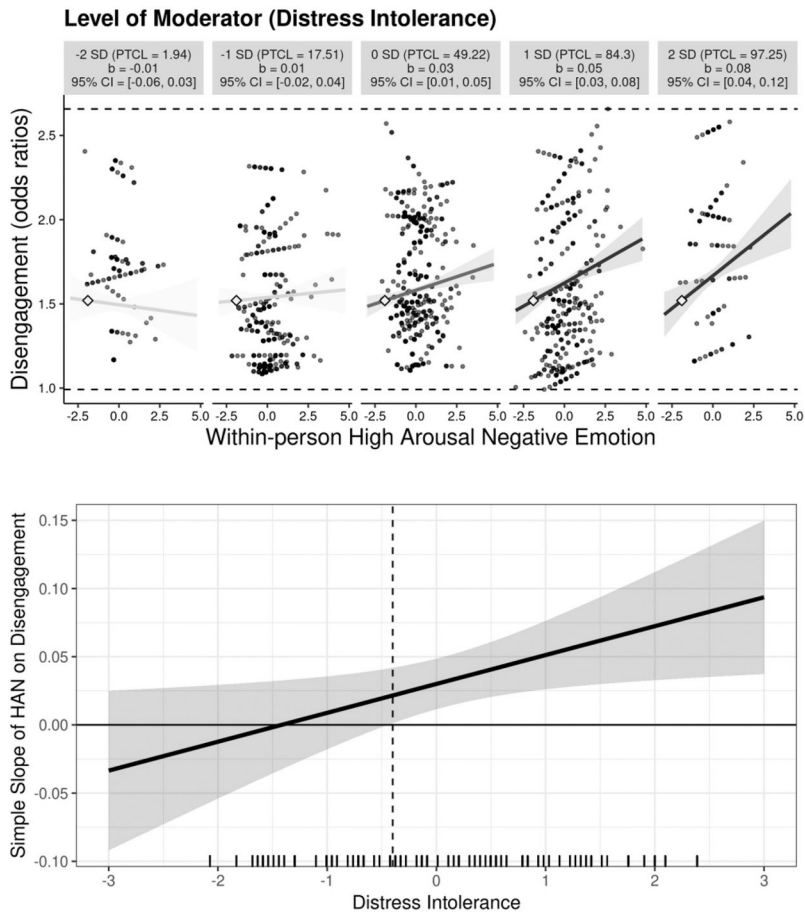 Level of Moderator (Distress Intolerance)
-2 SD (PTCL = 1.94)
b = -0.01
95% CI = [-0.06, 0.03]
-1 SD (PTCL = 17.51)
b = 0.01
95% CI = [-0.02, 0.04]
0 SD (PTCL = 49.22)
b = 0.03
95% CI = [0.01, 0.05]
1 SD (PTCL = 84.3)
b = 0.05
95% CI = [0.03, 0.08]
2 SD (PTCL = 97.25)
b = 0.08
95% CI = [0.04, 0.12]
Disengagement (odds ratios)
2.5
2.0
1.5
1.0
-2.5 0.0 2.5 5.0 -2.5 0.0 2.5 5.0 -2.5 0.0 2.5 5.0 -2.5 0.0 2.5 5.0 -2.5 0.0 2.5 5.0
Within-person High Arousal Negative Emotion
Simple Slope of HAN on Disengagement
0.15
0.10
0.05
0.00
-0.05
-0.10
-3 -2 -1 0 1 2 3
Distress Intolerance